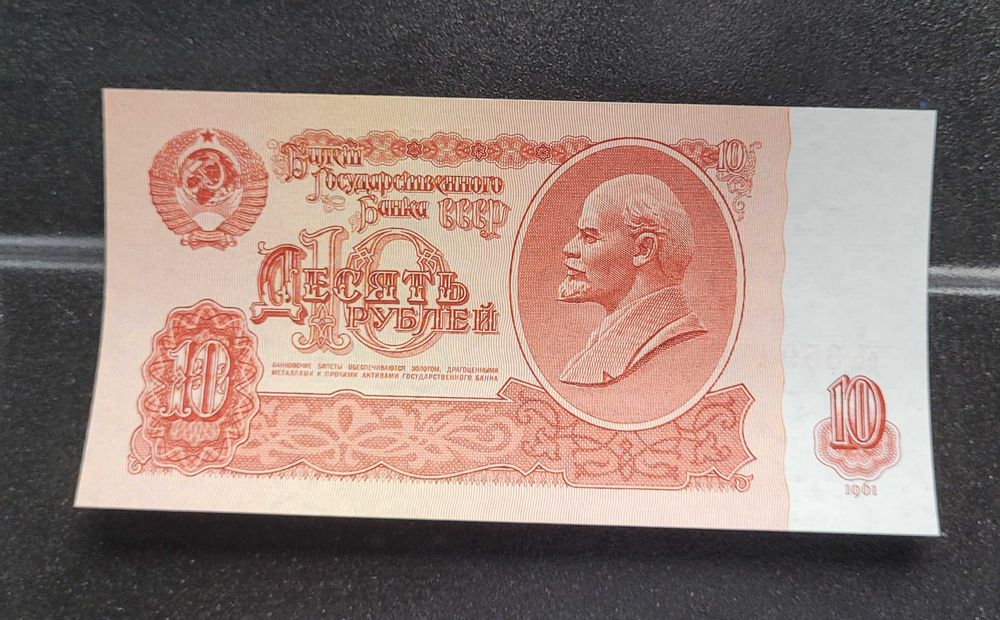 Билет
Государственного
Банка СССР
10
10
Десять
рублей
БАНКОВСКИЕ БИЛЕТЫ ОБЕСПЕЧИВАЮТСЯ ЗОЛОТОМ, ДРАГОЦЕННЫМИ
МЕТАЛЛАМИ И ПРОЧИМИ АКТИВАМИ ГОСУДАРСТВЕННОГО БАНКА
10
10
1961